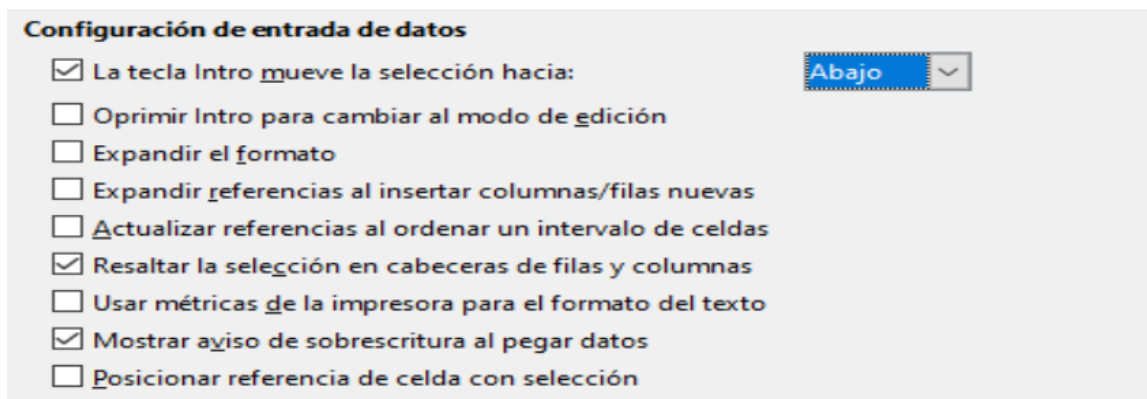 Configuración de entrada de datos
La tecla Intro mueve la selección hacia: Abajo
Oprimir Intro para cambiar al modo de edición
Expandir el formato
Expandir referencias al insertar columnas/filas nuevas
Actualizar referencias al ordenar un intervalo de celdas
Resaltar la selección en cabeceras de filas y columnas
Usar métricas de la impresora para el formato del texto
Mostrar aviso de sobrescritura al pegar datos
Posicionar referencia de celda con selección